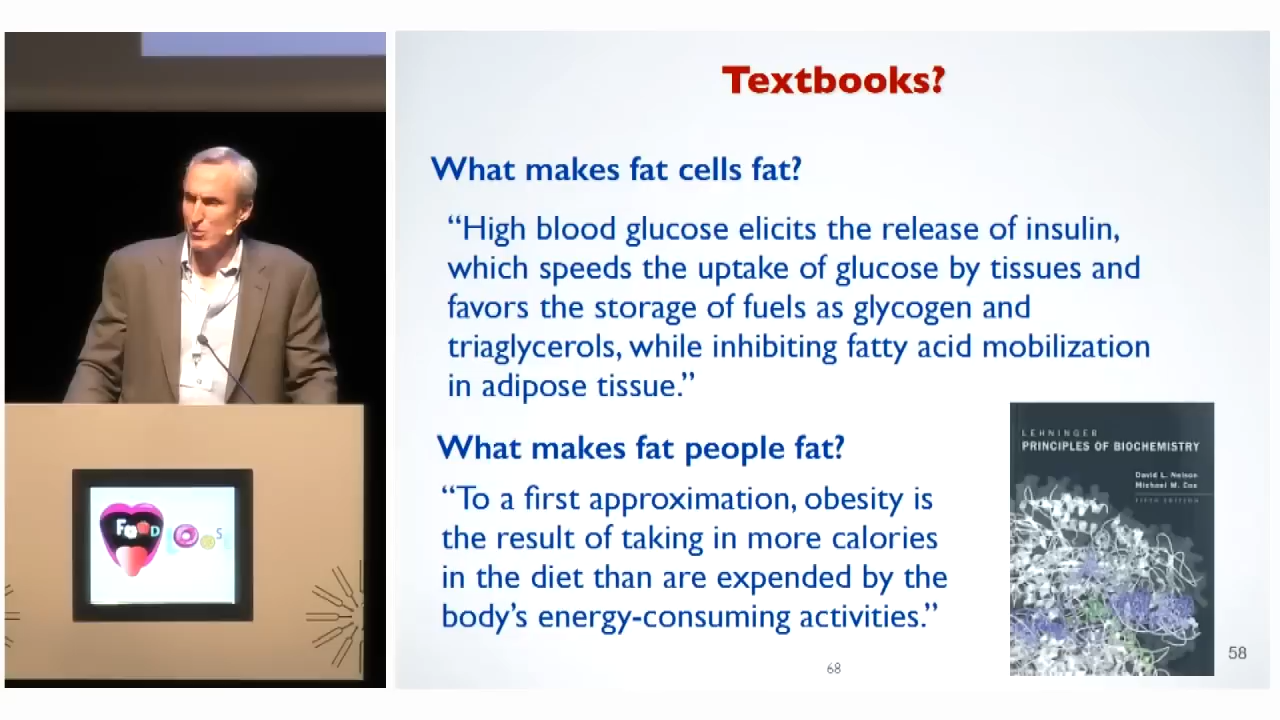 Textbooks?
What makes fat cells fat?
“High blood glucose elicits the release of insulin,
which speeds the uptake of glucose by tissues and
favors the storage of fuels as glycogen and
triaglycerols, while inhibiting fatty acid mobilization
in adipose tissue.”
What makes fat people fat?
“To a first approximation, obesity is
the result of taking in more calories
in the diet than are expended by the
body’s energy-consuming activities.”
LEHNINGER
PRINCIPLES OF BIOCHEMISTRY
David L. Nelson
Michael M. Cox
FIFTH EDITION
68
58
FOOD